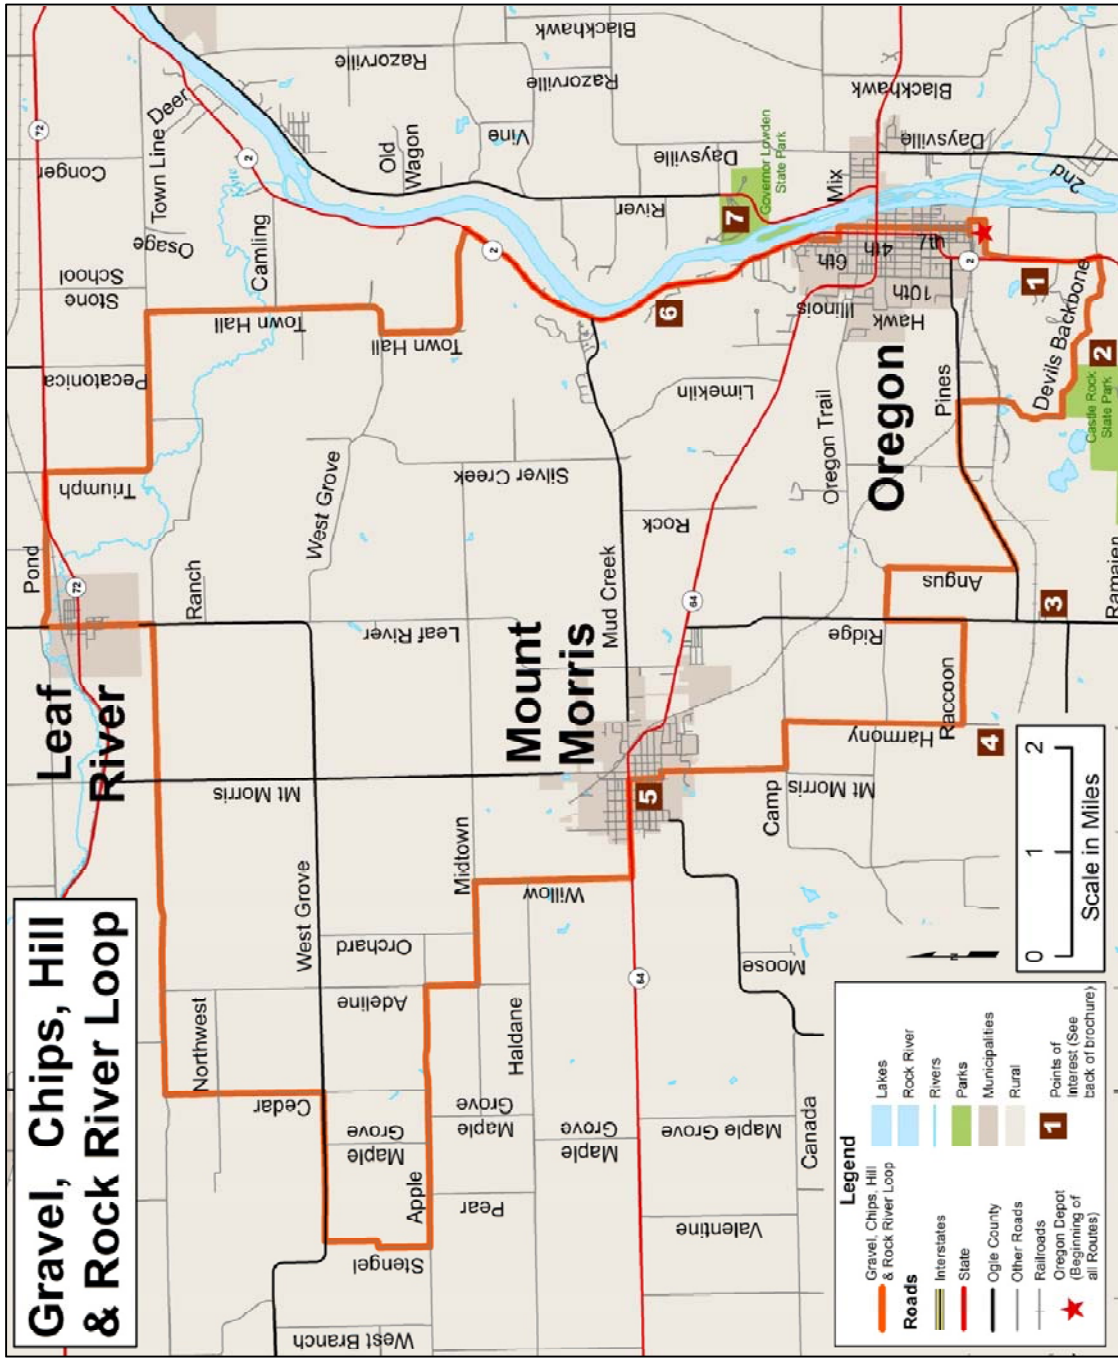 Gravel, Chips, Hill
& Rock River Loop
Leaf
River
Mount
Morris
Oregon
72
72
Pond
Conger
Town Line
Deer
Osage
Stone
School
Pecatonica
Triumph
Kyte
Camling
2
Town Hall
Town Hall
Ranch
West Grove
Leaf River
Silver Creek
Mud Creek
Razorville
Razorville
Blackhawk
Vine
Old
Wagon
River
Daysville
Governor Lowden
State Park
7
2
6
Limekiln
Rock
64
Mt Morris
Northwest
Cedar
West Grove
Midtown
Orchard
Adeline
Willow
Haldane
Maple
Grove
Maple
Grove
Maple
Grove
Maple Grove
Apple
Pear
Stengel
West Branch
Valentine
Canada
Moose
64
5
Camp
Mt Morris
Harmony
Raccoon
4
Ridge
Angus
3
Oregon Trail
Pines
Illinois
Hawk
10th
6th
4th
7th
Mix
Blackhawk
Daysville
2nd
2
1
Devils Backbone
2
Castle Rock
State Park
Ramajen
N
0 1 2
Scale in Miles
Legend
Gravel, Chips, Hill
& Rock River Loop
Roads
Interstates
State
Ogle County
Other Roads
Railroads
Oregon Depot
(Beginning of
all Routes)
Lakes
Rock River
Rivers
Parks
Municipalities
Rural
1
Points of
Interest (See
back of brochure)